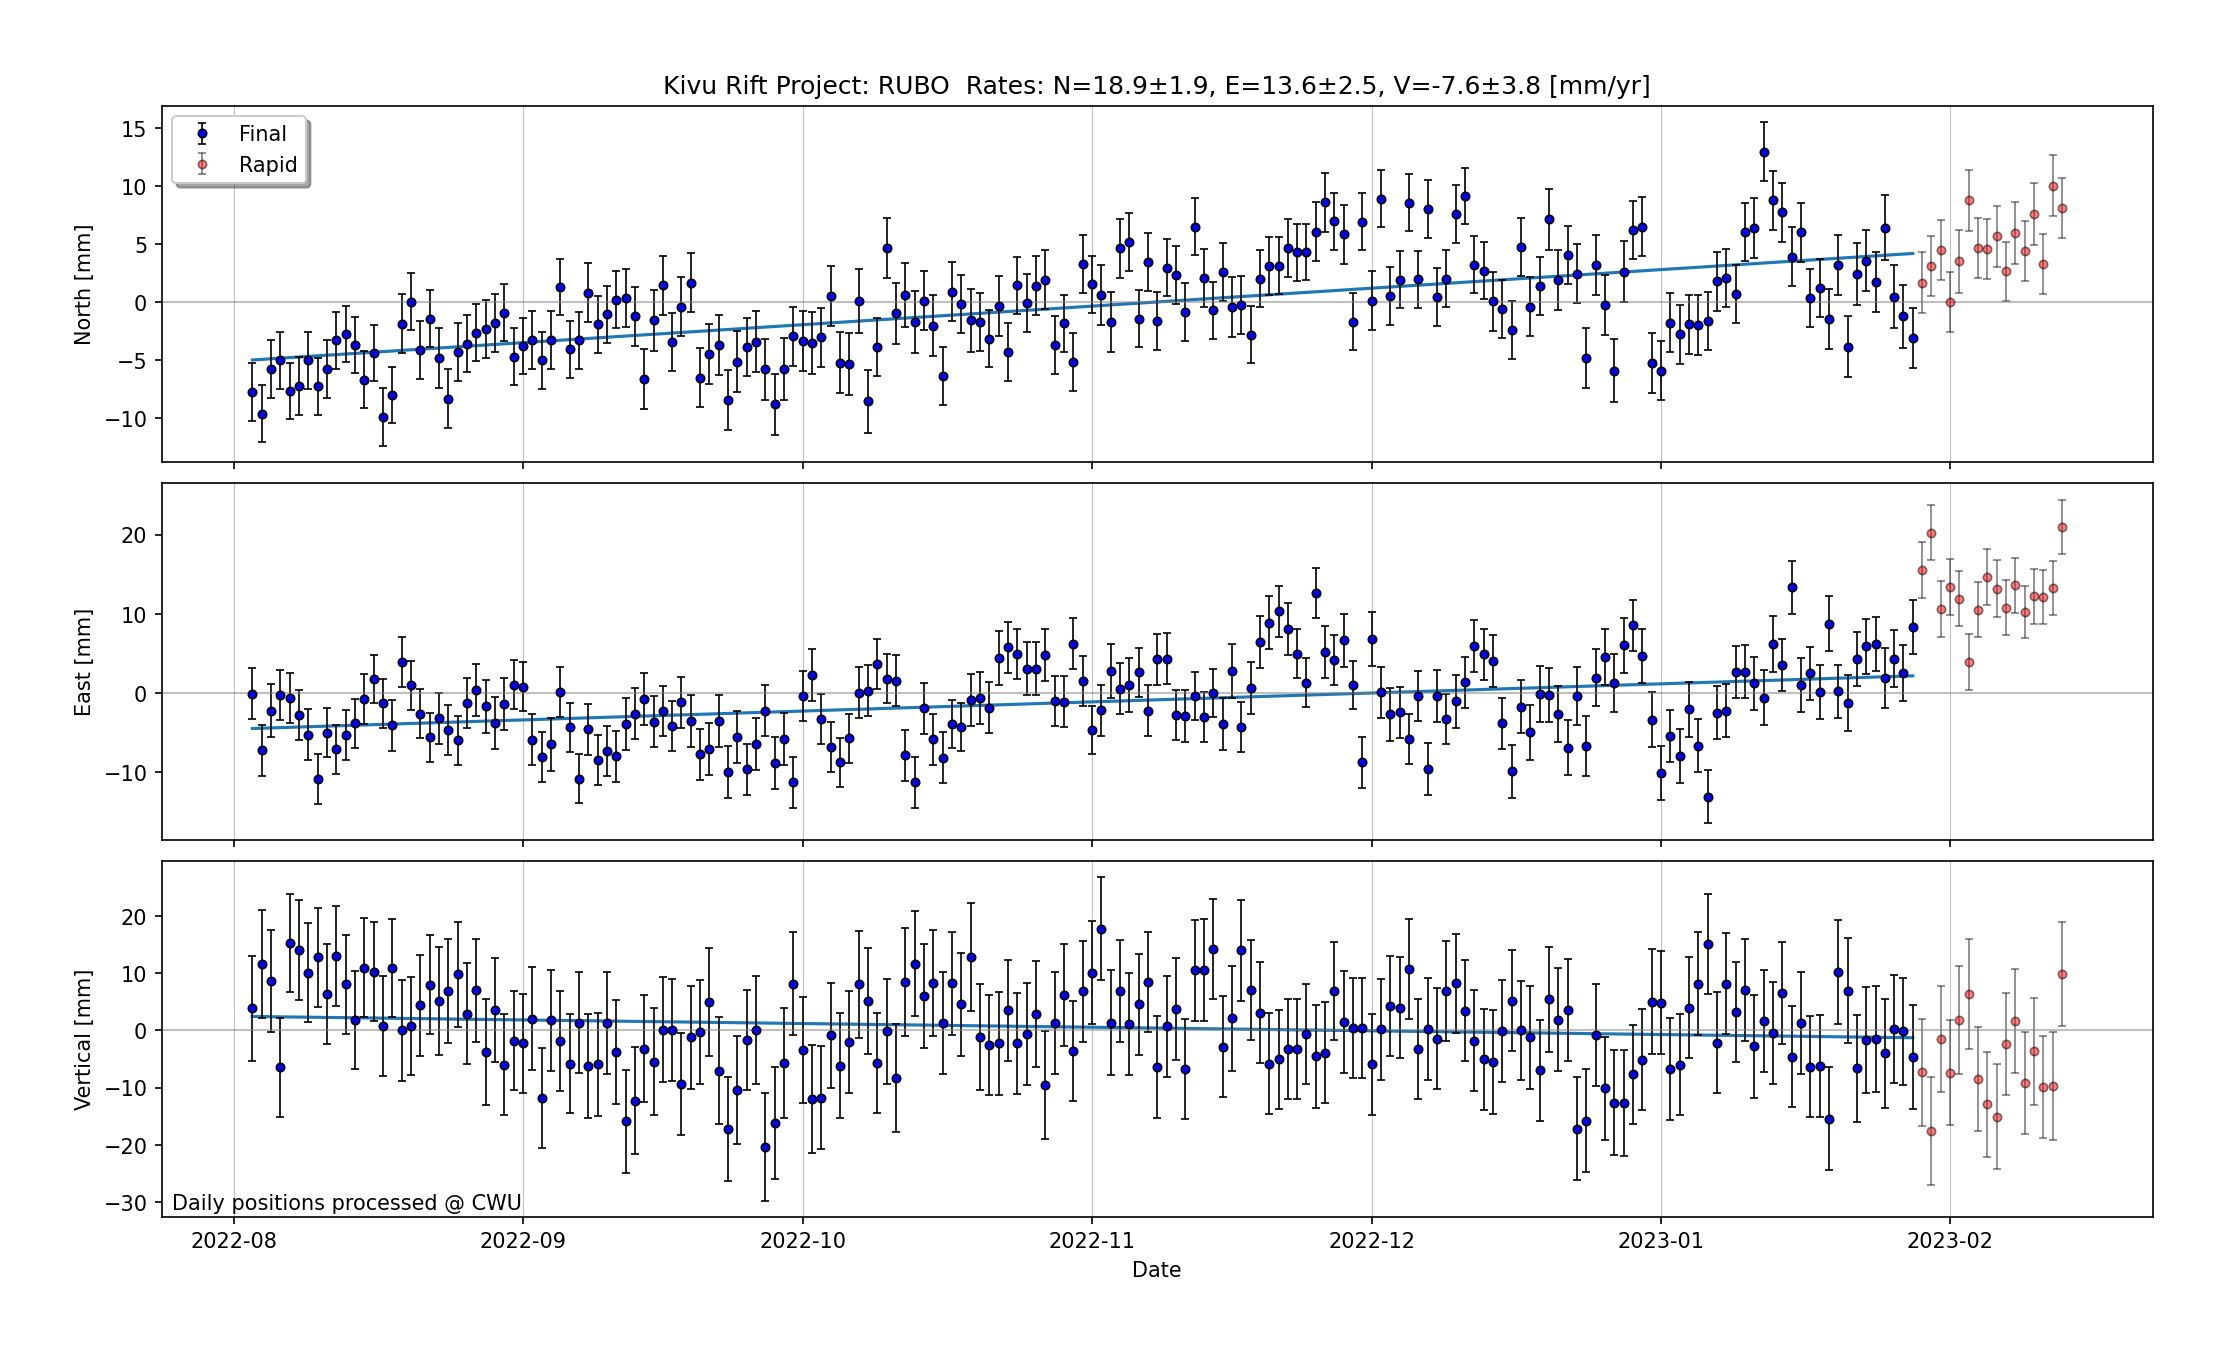 Kivu Rift Project: RUBO  Rates: N=18.9±1.9, E=13.6±2.5, V=-7.6±3.8 [mm/yr]
Final
Rapid
North [mm]
15
10
5
0
−5
−10
East [mm]
20
10
0
−10
Vertical [mm]
20
10
0
−10
−20
−30
Daily positions processed @ CWU
2022-08 2022-09 2022-10 2022-11 2022-12 2023-01 2023-02
Date